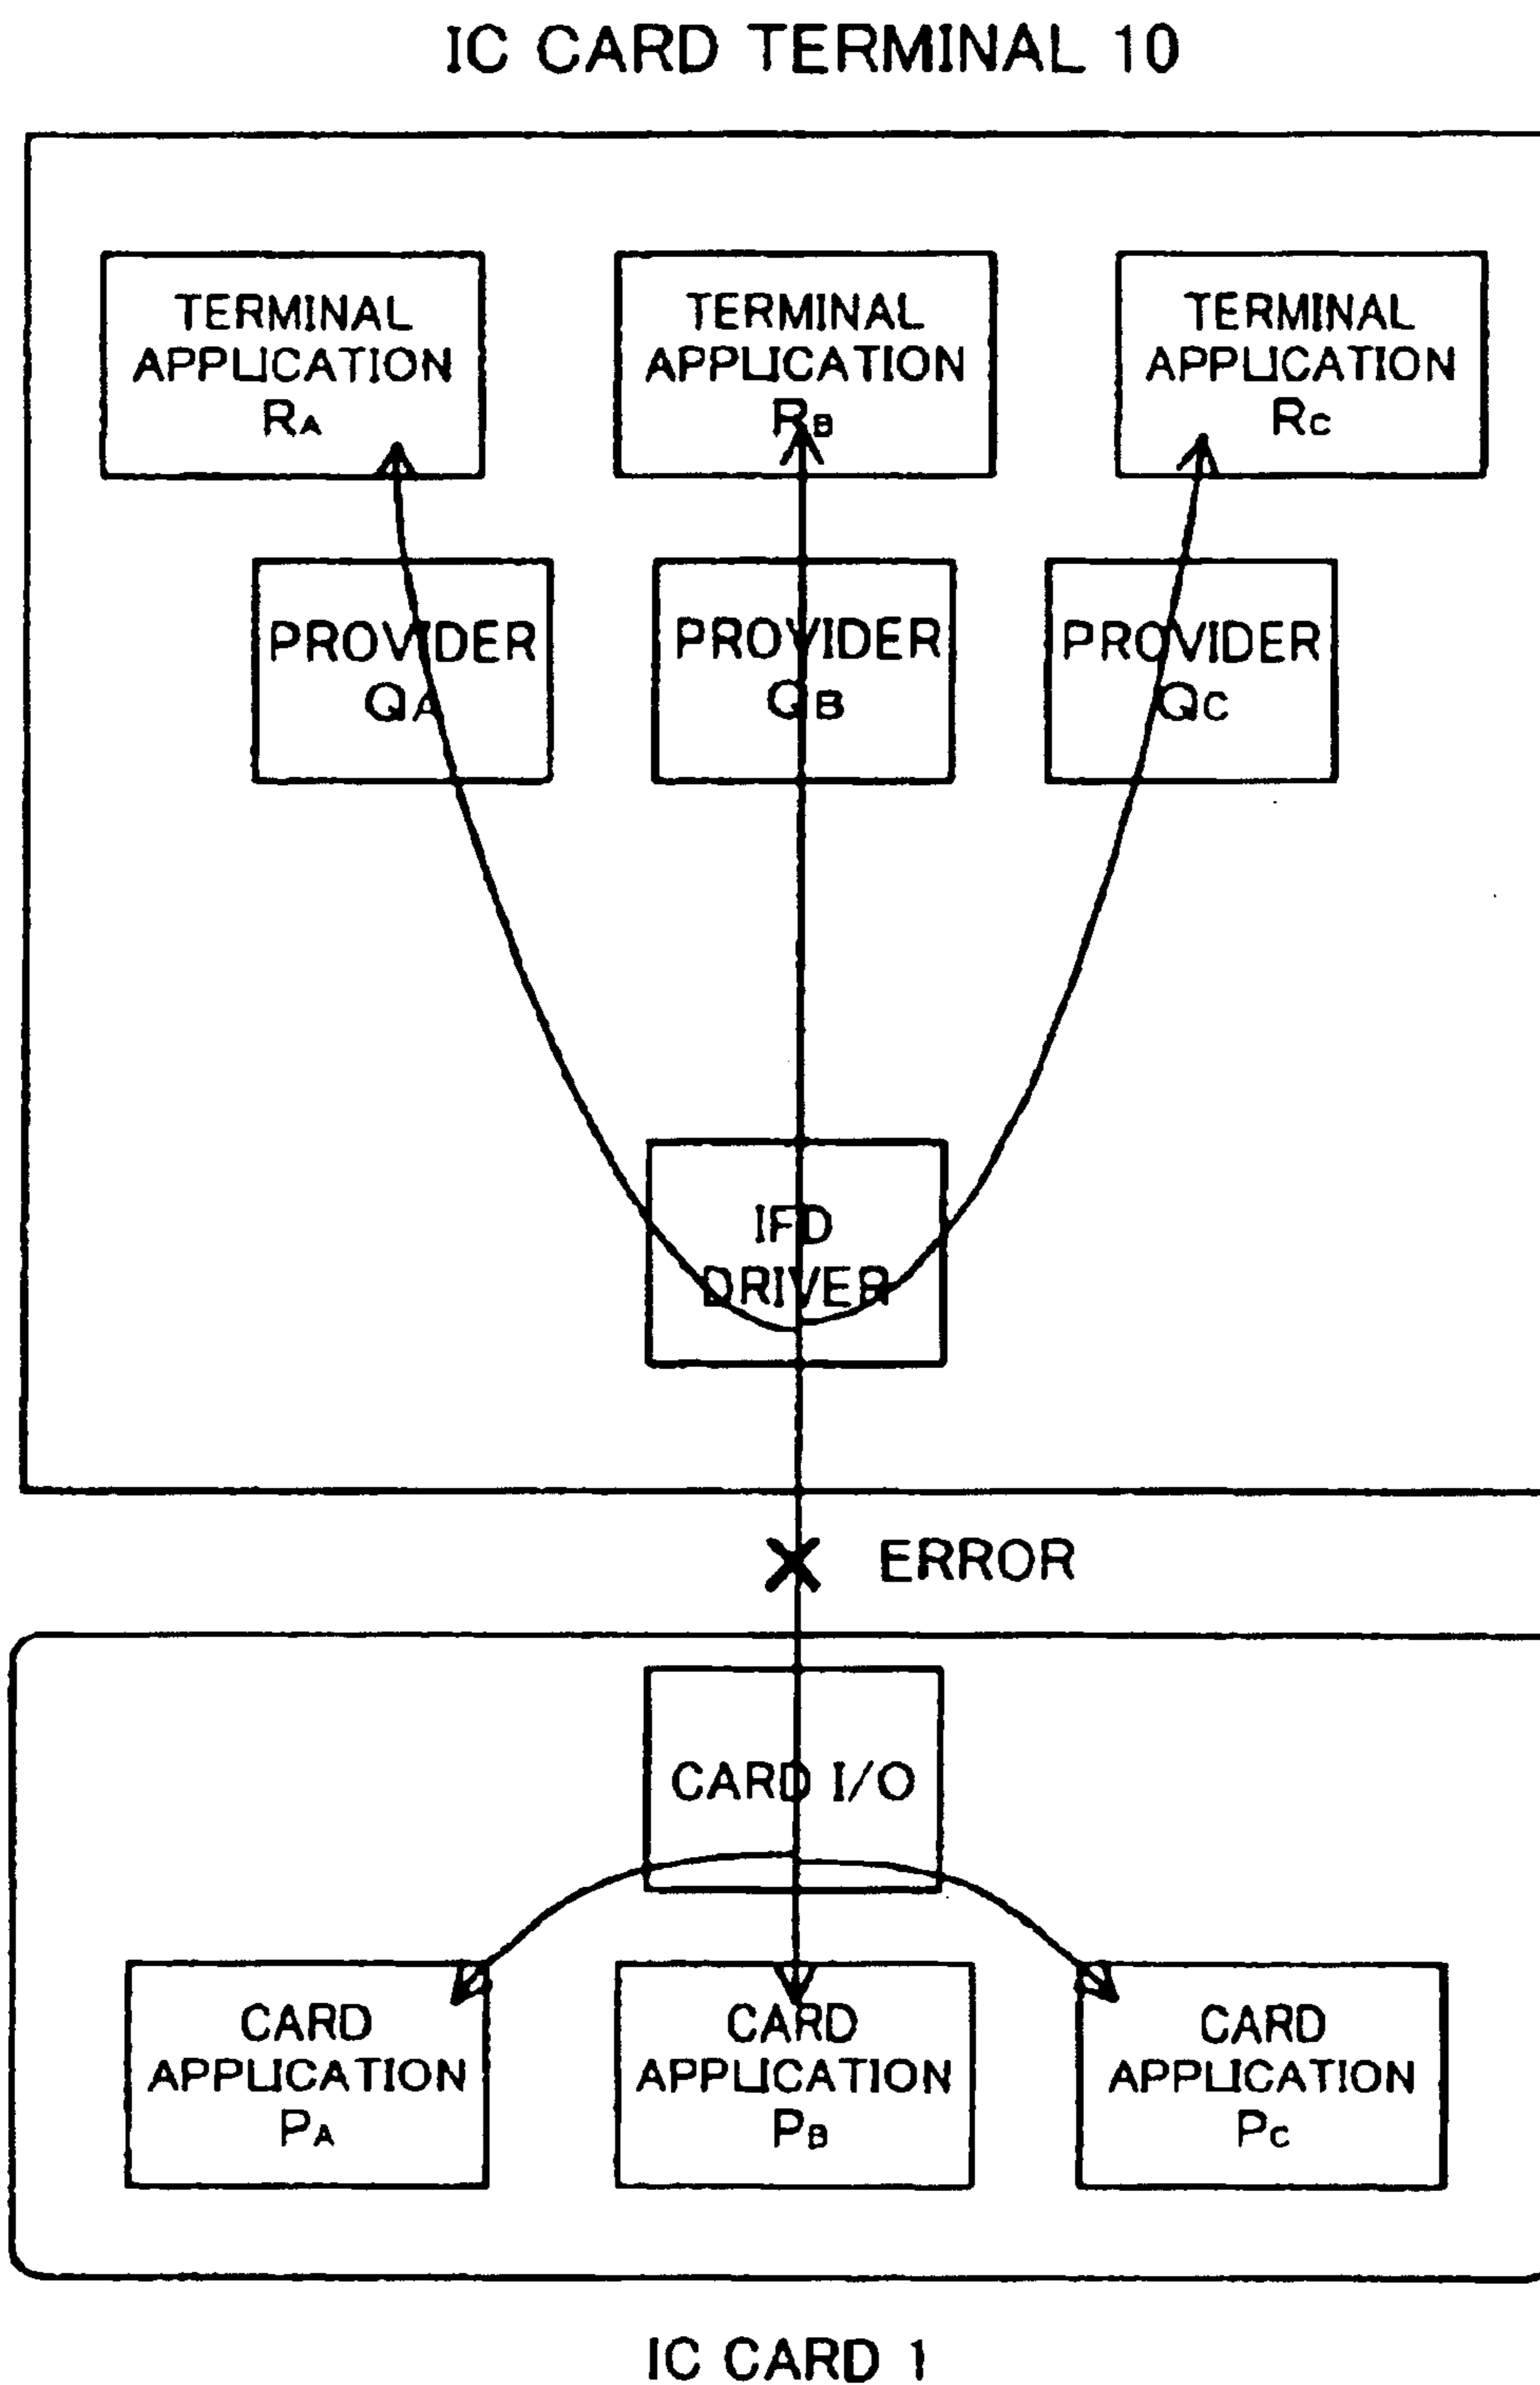 IC CARD TERMINAL 10
TERMINAL
APPLICATION
RA
TERMINAL
APPLICATION
RB
TERMINAL
APPLICATION
RC
PROVIDER
QA
PROVIDER
QB
PROVIDER
QC
IFD
DRIVER
ERROR
CARD I/O
CARD
APPLICATION
PA
CARD
APPLICATION
PB
CARD
APPLICATION
PC
IC CARD 1